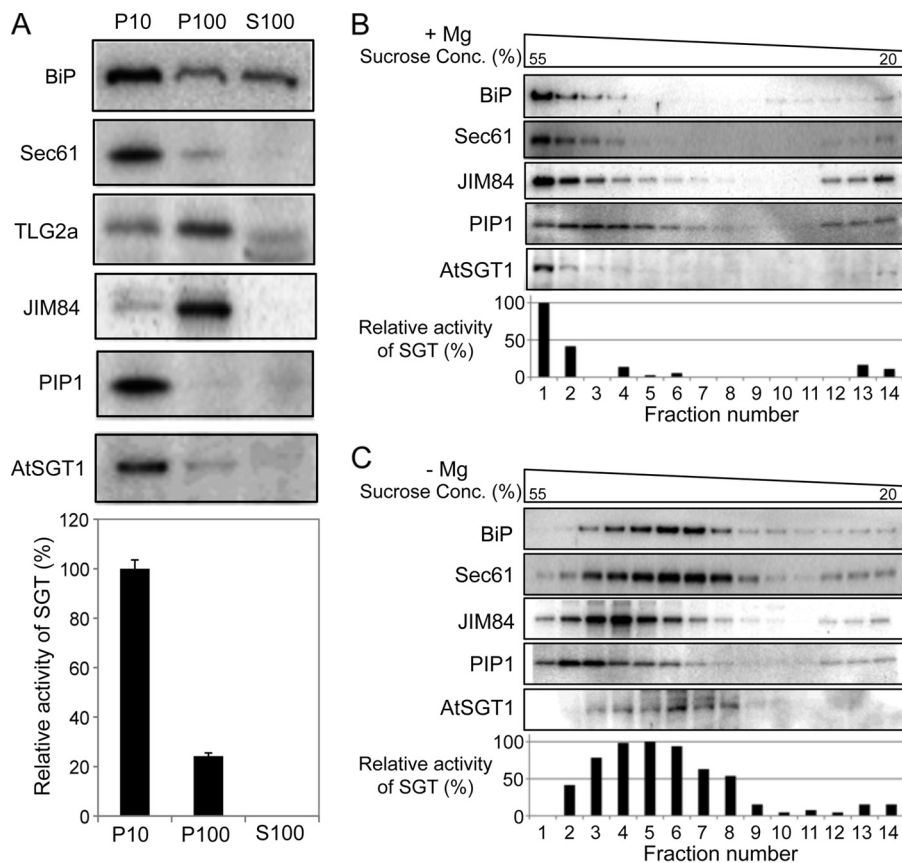 A
P10 P100 S100
BiP
Sec61
TLG2a
JIM84
PIP1
AtSGT1
Relative activity of SGT (%)
120
100
80
60
40
20
0
P10 P100 S100
B
+ Mg
Sucrose Conc. (%)
55 20
BiP
Sec61
JIM84
PIP1
AtSGT1
Relative activity
of SGT (%)
100
50
0
1 2 3 4 5 6 7 8 9 10 11 12 13 14
Fraction number
C
- Mg
Sucrose Conc. (%)
55 20
BiP
Sec61
JIM84
PIP1
AtSGT1
Relative activity
of SGT (%)
100
50
0
1 2 3 4 5 6 7 8 9 10 11 12 13 14
Fraction number